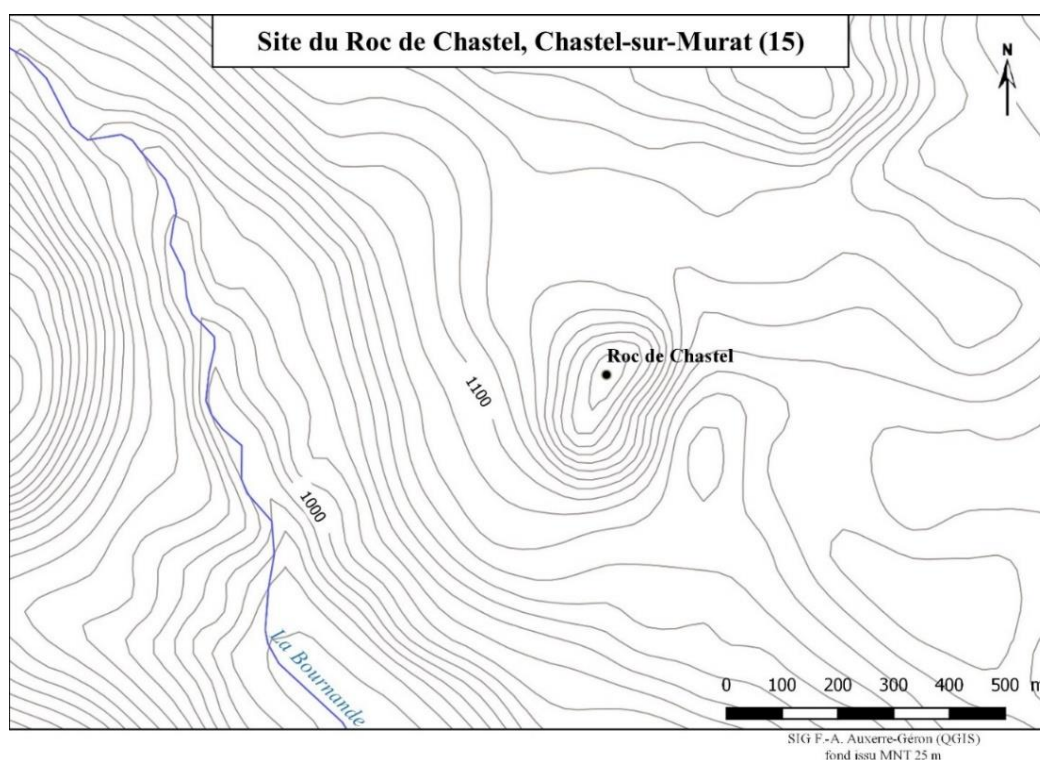 Site du Roc de Chastel, Chastel-sur-Murat (15)
N
Roc de Chastel
1100
1000
La Bournande
0 100 200 300 400 500 m
SIG F.-A. Auxerre-Géron (QGIS)
fond issu MNT 25 m